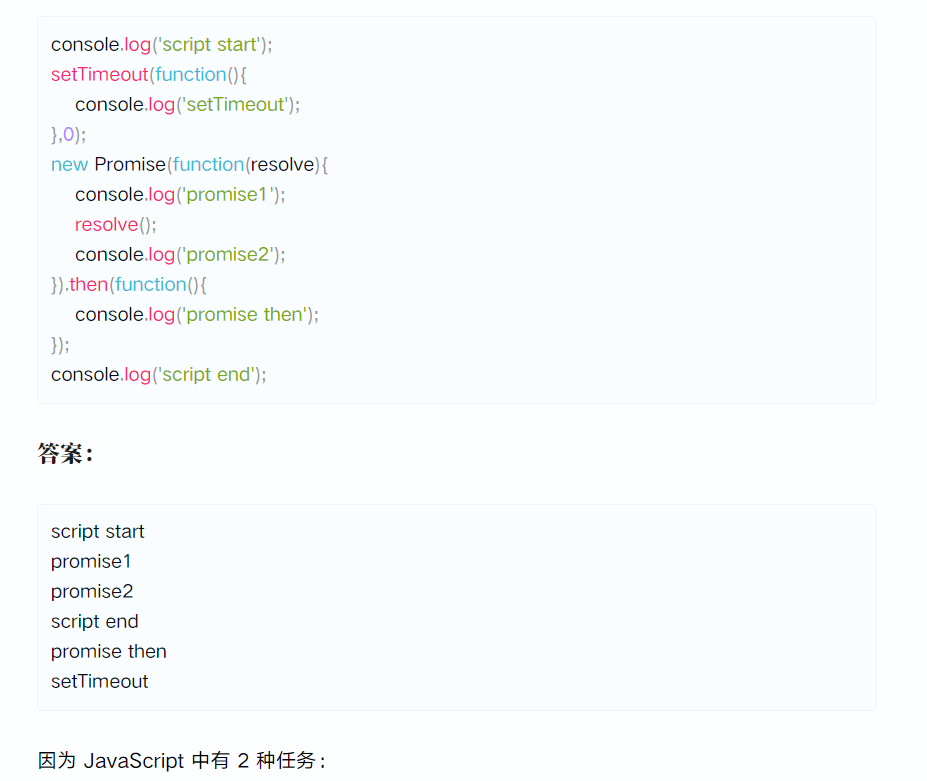 console.log('script start');
setTimeout(function(){
    console.log('setTimeout');
},0);
new Promise(function(resolve){
    console.log('promise1');
    resolve();
    console.log('promise2');
}).then(function(){
    console.log('promise then');
});
console.log('script end');
答案：
script start
promise1
promise2
script end
promise then
setTimeout
因为 JavaScript 中有 2 种任务：